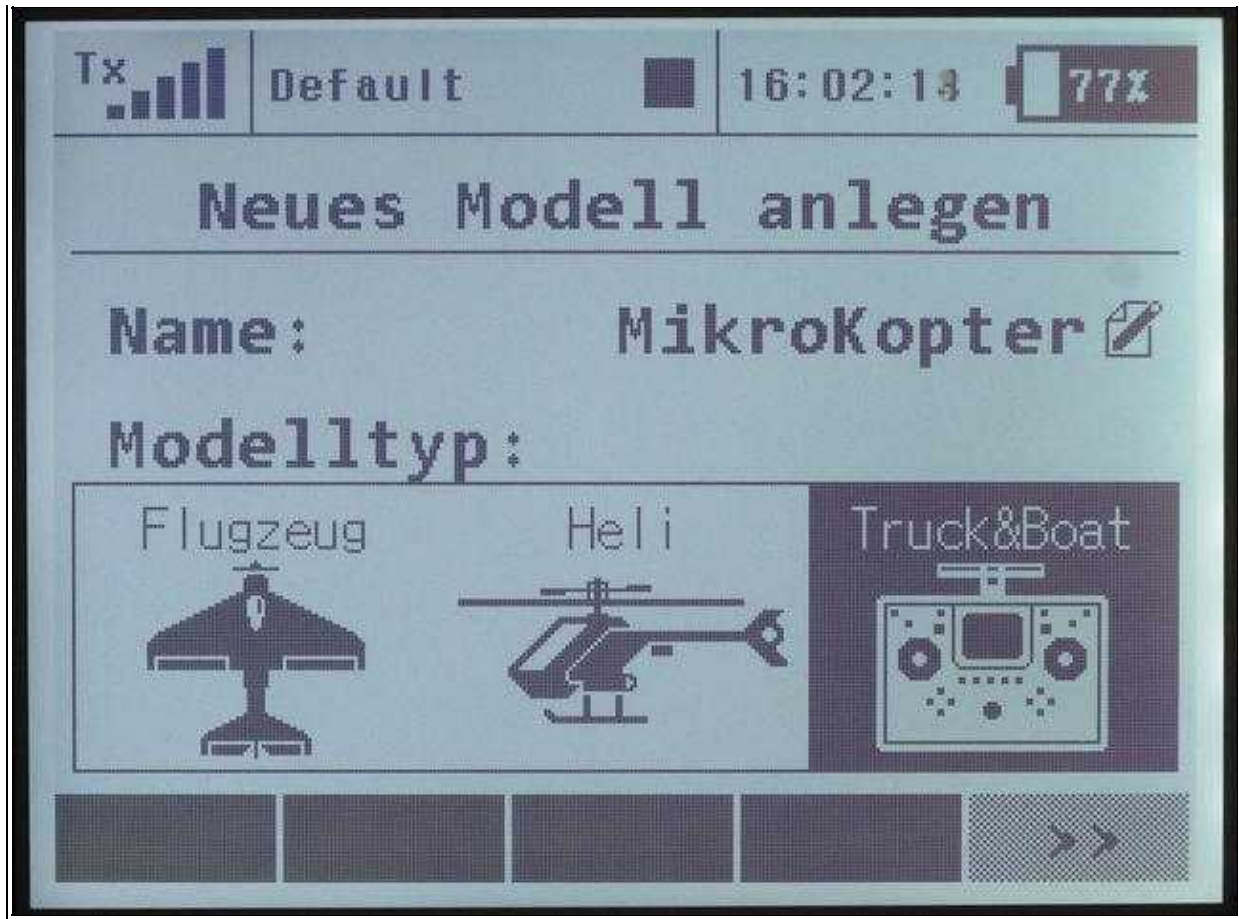 Tx Default 16:02:1 77%
Neues Modell anlegen
Name: MikroKopter
Modelltyp:
Flugzeug Heli Truck&Boat
>>